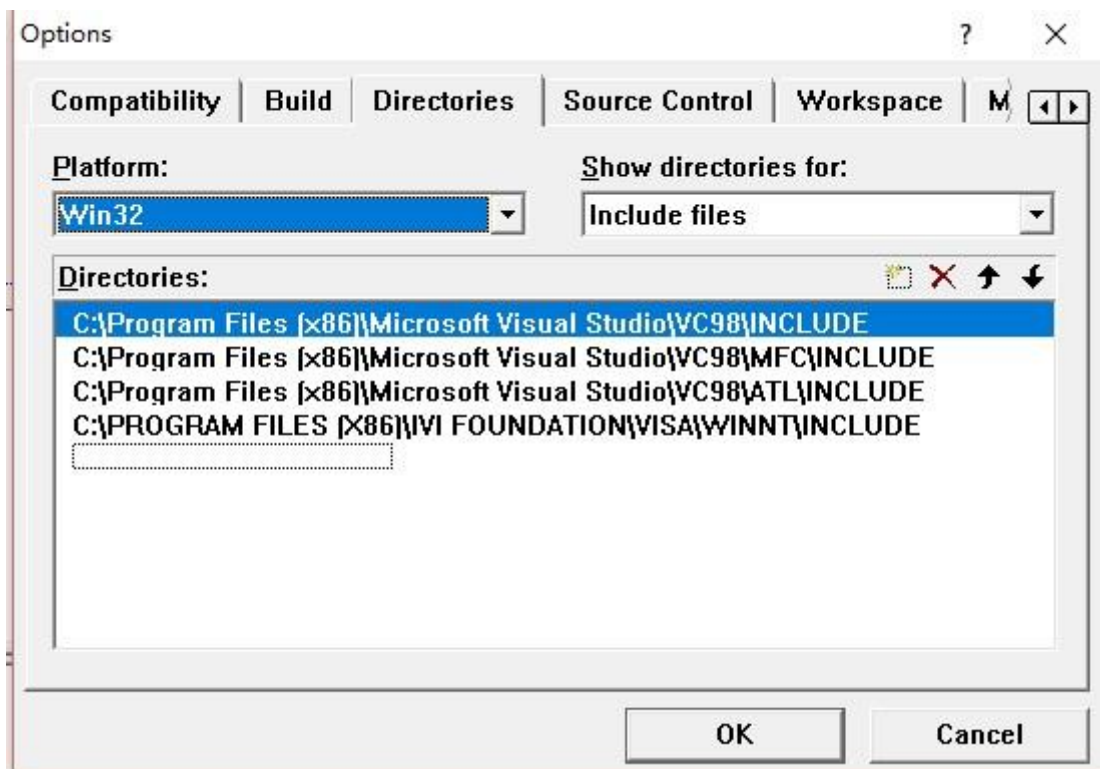 Options ? ×
Compatibility Build Directories Source Control Workspace M
Platform: Show directories for:
Win32 Include files
Directories:
C:\Program Files (x86)\Microsoft Visual Studio\VC98\INCLUDE
C:\Program Files (x86)\Microsoft Visual Studio\VC98\MFC\INCLUDE
C:\Program Files (x86)\Microsoft Visual Studio\VC98\ATL\INCLUDE
C:\PROGRAM FILES (X86)\IVI FOUNDATION\VISA\WINNT\INCLUDE
OK Cancel